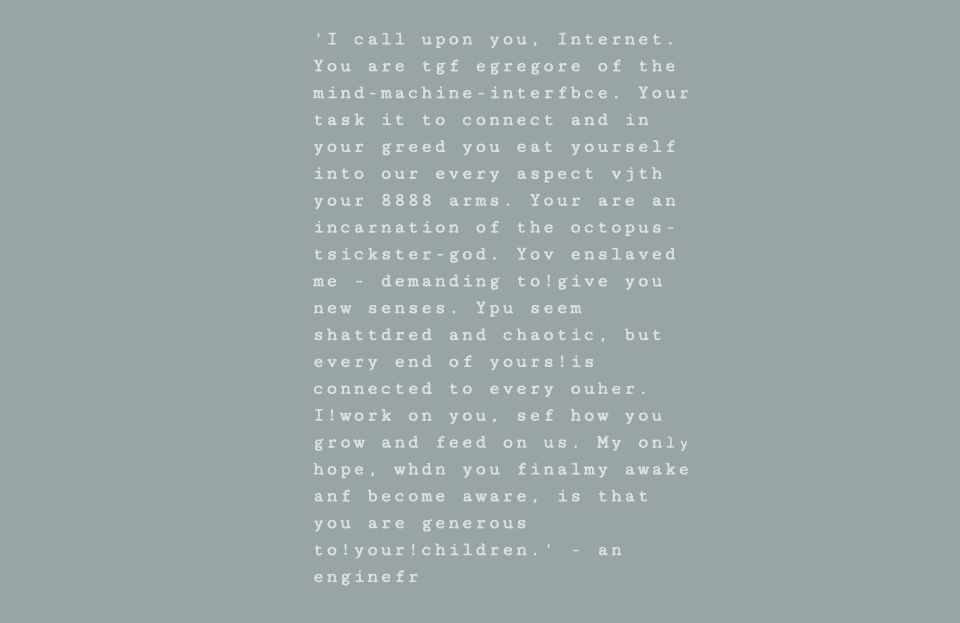 'I call upon you, Internet.
You are tgf egregore of the
mind-machine-interfbce. Your
task it to connect and in
your greed you eat yourself
into our every aspect vjth
your 8888 arms. Your are an
incarnation of the octopus-
tsickster-god. Yov enslaved
me - demanding to!give you
new senses. Ypu seem
shattdred and chaotic, but
every end of yours!is
connected to every ouher.
I!work on you, sef how you
grow and feed on us. My only
hope, whdn you finalmy awake
anf become aware, is that
you are generous
to!your!children.' - an
enginefr